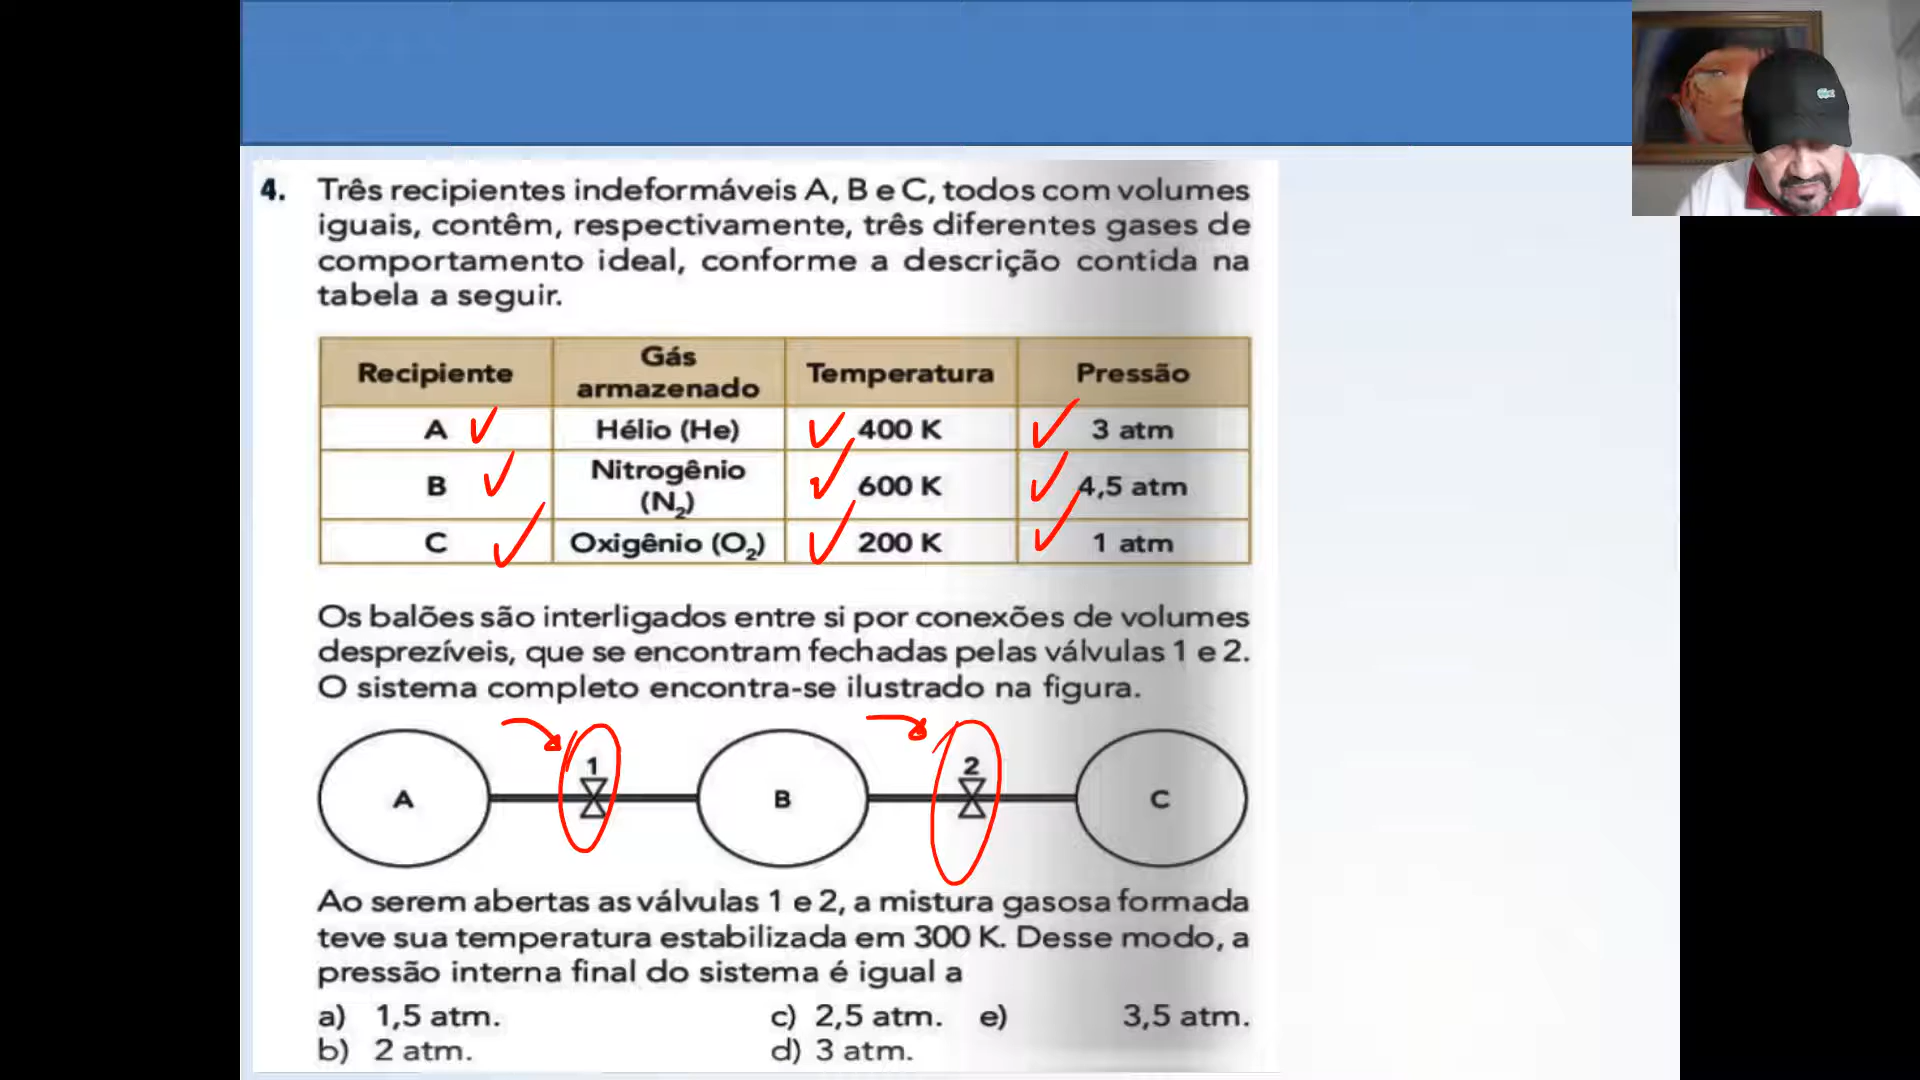 4. Três recipientes indeformáveis A, B e C, todos com volumes
iguais, contêm, respectivamente, três diferentes gases de
comportamento ideal, conforme a descrição contida na
tabela a seguir.
Recipiente Gás armazenado Temperatura Pressão
A Hélio (He) 400 K 3 atm
B Nitrogênio (N₂) 600 K 4,5 atm
C Oxigênio (O₂) 200 K 1 atm
Os balões são interligados entre si por conexões de volumes
desprezíveis, que se encontram fechadas pelas válvulas 1 e 2.
O sistema completo encontra-se ilustrado na figura.
A 1 B 2 C
Ao serem abertas as válvulas 1 e 2, a mistura gasosa formada
teve sua temperatura estabilizada em 300 K. Desse modo, a
pressão interna final do sistema é igual a
a) 1,5 atm. c) 2,5 atm. e) 3,5 atm.
b) 2 atm. d) 3 atm.